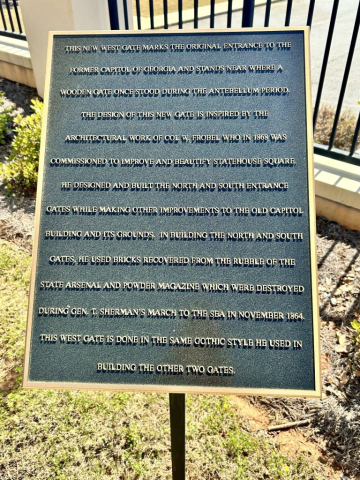 THIS NEW WEST GATE MARKS THE ORIGINAL ENTRANCE TO THE
FORMER CAPITOL OF GEORGIA AND STANDS NEAR WHERE A
WOODEN GATE ONCE STOOD DURING THE ANTEBELLUM PERIOD.
THE DESIGN OF THIS NEW GATE IS INSPIRED BY THE
ARCHITECTURAL WORK OF COL W. FROBEL WHO IN 1869 WAS
COMMISSIONED TO IMPROVE AND BEAUTIFY STATEHOUSE SQUARE.
HE DESIGNED AND BUILT THE NORTH AND SOUTH ENTRANCE
GATES WHILE MAKING OTHER IMPROVEMENTS TO THE OLD CAPITOL
BUILDING AND ITS GROUNDS. IN BUILDING THE NORTH AND SOUTH
GATES, HE USED BRICKS RECOVERED FROM THE RUBBLE OF THE
STATE ARSENAL AND POWDER MAGAZINE WHICH WERE DESTROYED
DURING GEN. T. SHERMAN'S MARCH TO THE SEA IN NOVEMBER 1864.
THIS WEST GATE IS DONE IN THE SAME GOTHIC STYLE HE USED IN
BUILDING THE OTHER TWO GATES.